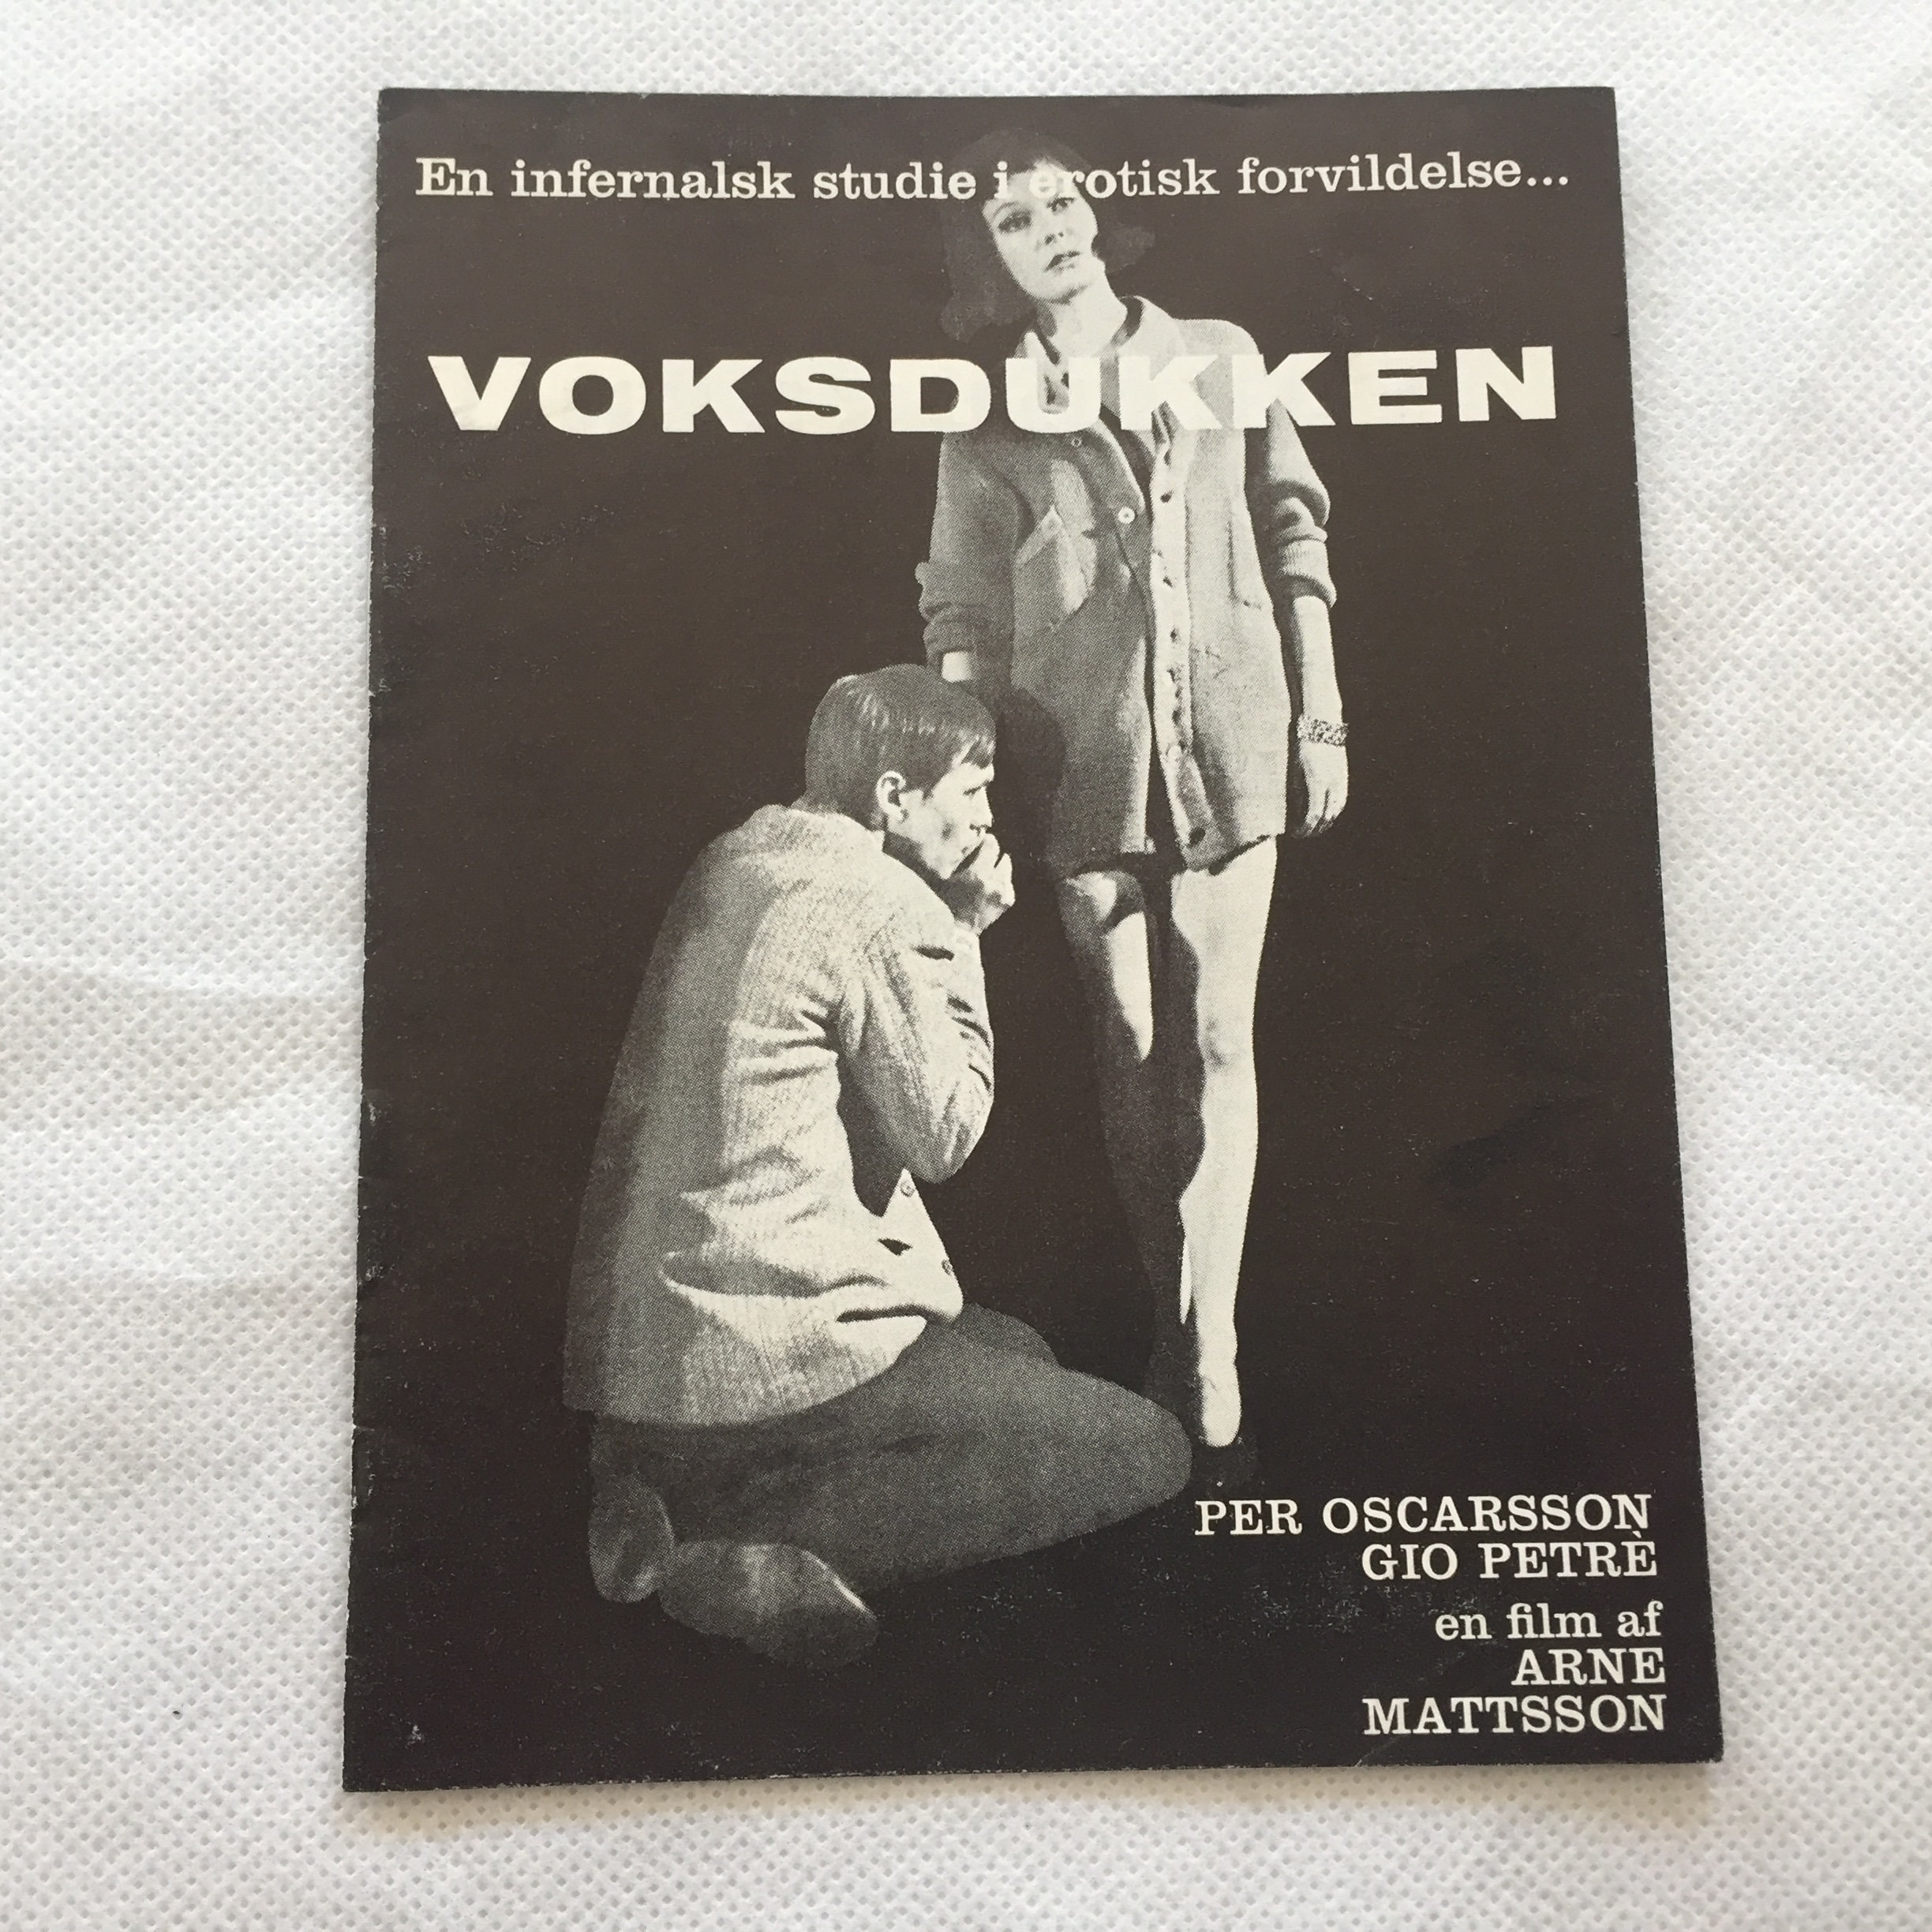 En infernalsk studie i erotisk forvildelse...
VOKSDUKKEN
PER OSCARSSON
GIO PETRÈ
en film af
ARNE
MATTSSON